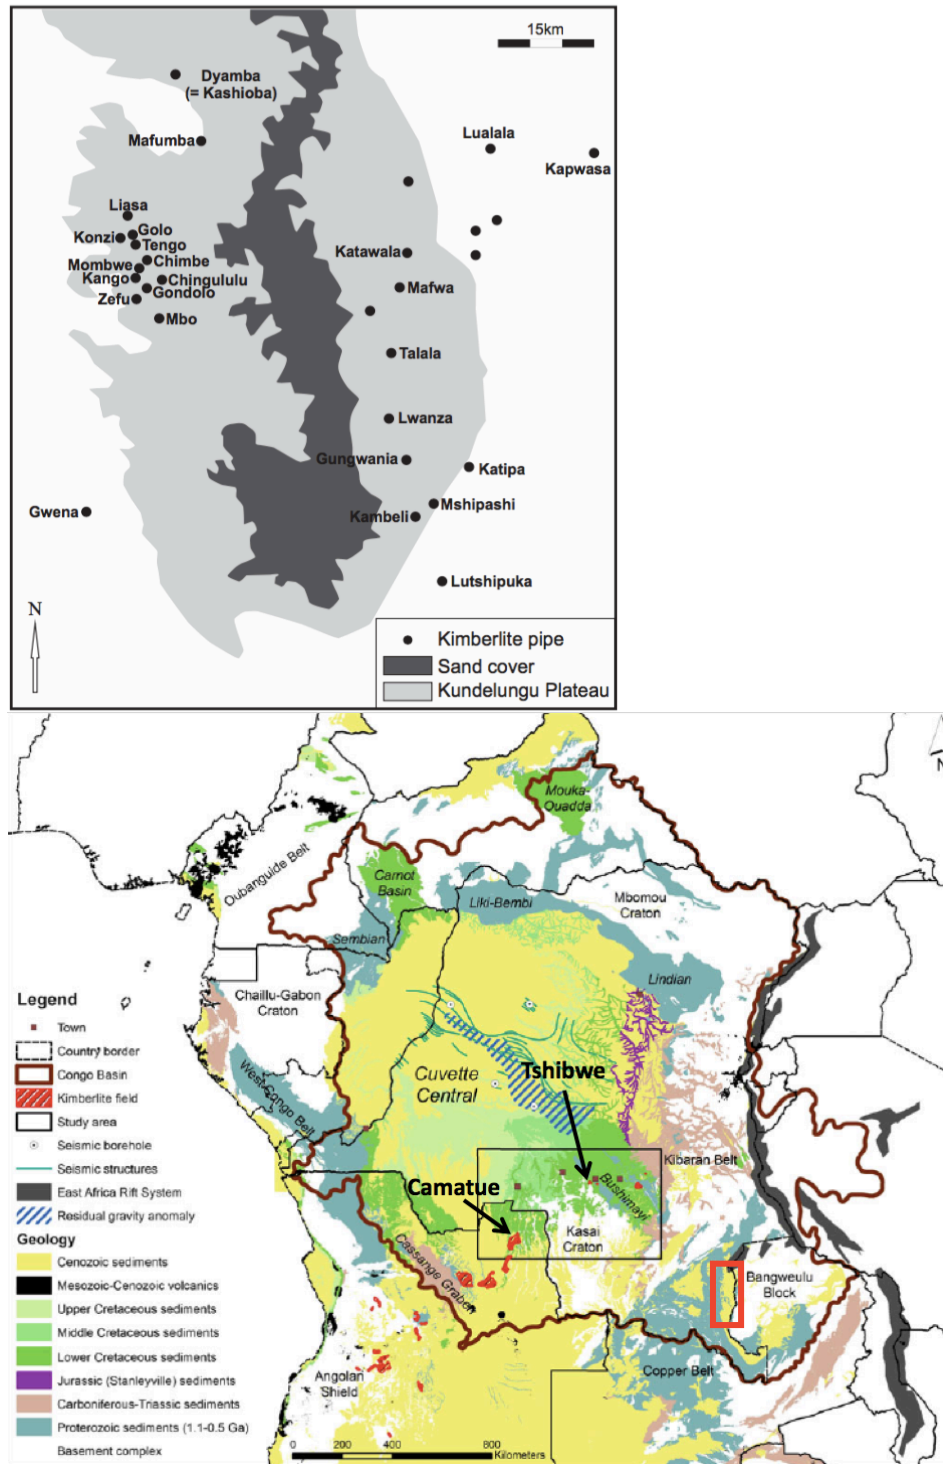 15km
Dyamba
(= Kashioba)
Mafumba
Lualala
Kapwasa
Liasa
Golo
Konzi
Tengo
Katawala
Chimbe
Mombwe
Kango
Chingululu
Mafwa
Gondolo
Zefu
Mbo
Talala
Lwanza
Gungwania
Katipa
Mshipashi
Gwena
Kambeli
Lutshipuka
N
Kimberlite pipe
Sand cover
Kundelungu Plateau
N
Mouka-
Ouadda
Oubanguide Belt
Carnot
Basin
Liki-Bembi
Mbomou
Craton
Sembian
Lindian
Chaillu-Gabon
Craton
West-Congo Belt
Cuvette
Central
Tshibwe
Kibaran Belt
Camatue
Bushimayi
Kasai
Craton
Cassange Graben
Bangweulu
Block
Copper Belt
Angolan
Shield
Legend
Town
Country border
Congo Basin
Kimberlite field
Study area
Seismic borehole
Seismic structures
East Africa Rift System
Residual gravity anomaly
Geology
Cenozoic sediments
Mesozoic-Cenozoic volcanics
Upper Cretaceous sediments
Middle Cretaceous sediments
Lower Cretaceous sediments
Jurassic (Stanleyville) sediments
Carboniferous-Triassic sediments
Proterozoic sediments (1.1-0.5 Ga)
Basement complex
0 200 400 800
Kilometers